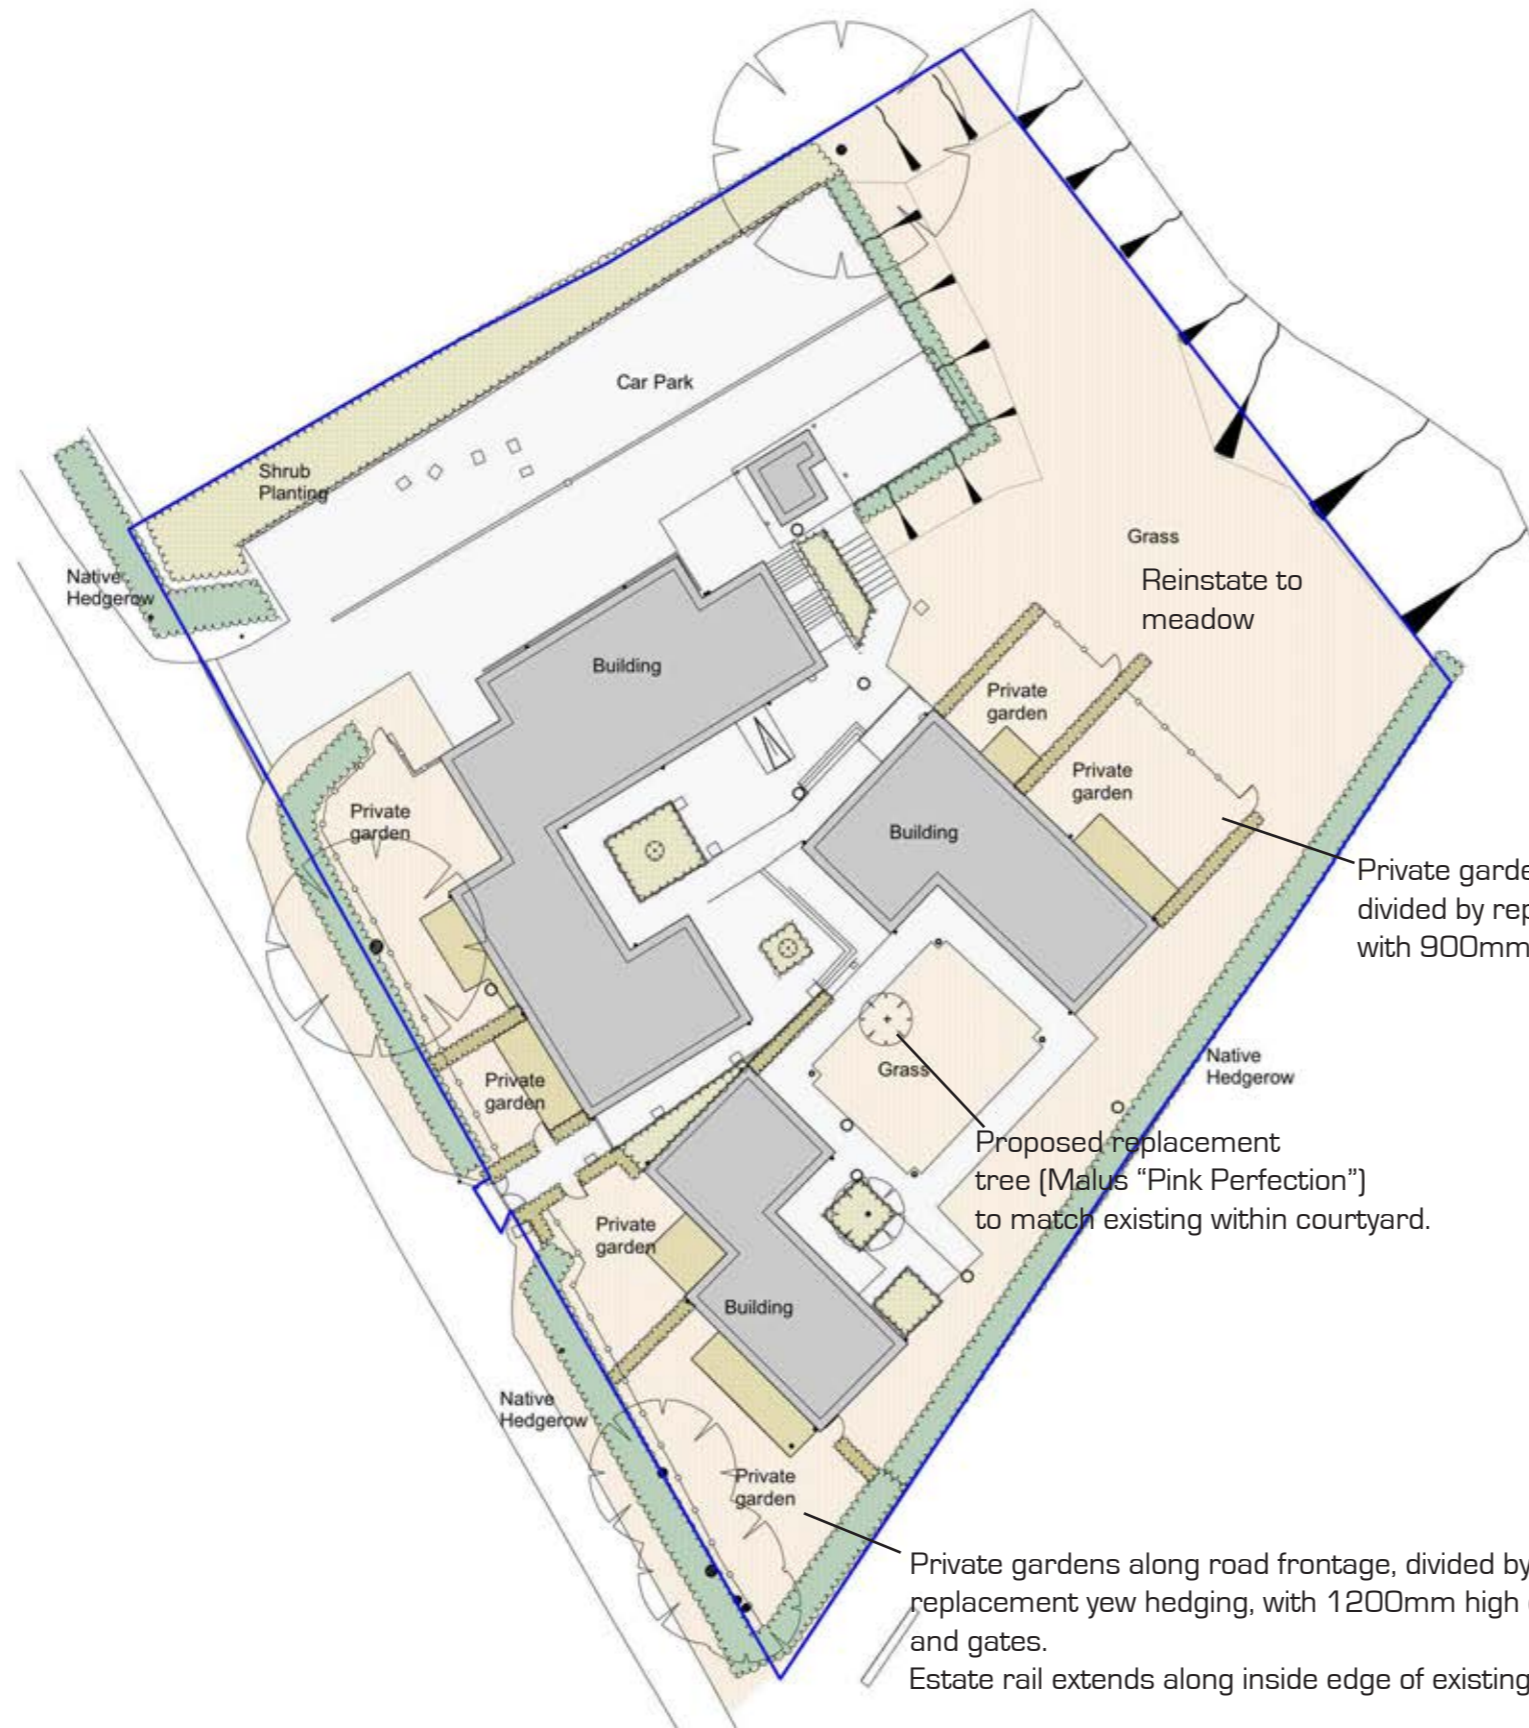 Car Park
Shrub
Planting
Native
Hedgerow
Grass
Reinstate to
meadow
Building
Private
garden
Private
garden
Private
garden
Building
Private
divided by
with 900mm
Grass
Native
Hedgerow
Private
garden
Proposed replacement
tree (Malus “Pink Perfection”)
to match existing within courtyard.
Private
garden
Building
Native
Hedgerow
Private
garden
Private gardens along road frontage, divided by
replacement yew hedging, with 1200mm high
and gates.
Estate rail extends along inside edge of existing